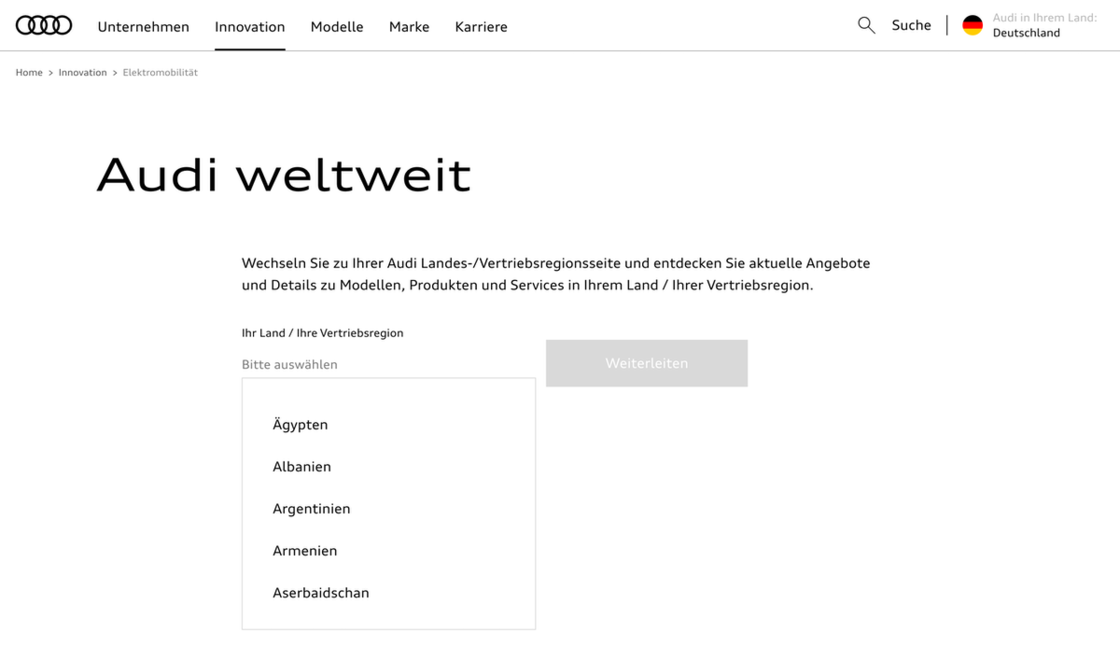 Unternehmen Innovation Modelle Marke Karriere Suche Audi in Ihrem Land:
Deutschland
Home > Innovation > Elektromobilität
Audi weltweit
Wechseln Sie zu Ihrer Audi Landes-/Vertriebsregionsseite und entdecken Sie aktuelle Angebote
und Details zu Modellen, Produkten und Services in Ihrem Land / Ihrer Vertriebsregion.
Ihr Land / Ihre Vertriebsregion
Bitte auswählen
Weiterleiten
Ägypten
Albanien
Argentinien
Armenien
Aserbaidschan